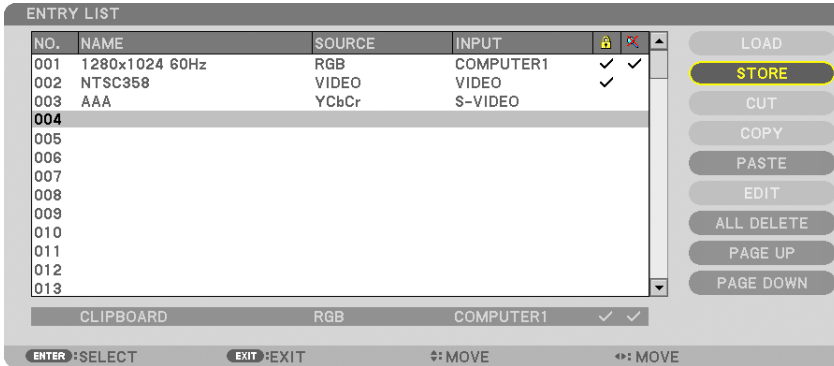 ENTRY LIST
NO. NAME SOURCE INPUT
001 1280x1024 60Hz RGB COMPUTER1 ✓ ✓
002 NTSC358 VIDEO VIDEO ✓
003 AAA YCbCr S-VIDEO
004
005
006
007
008
009
010
011
012
013
CLIPBOARD RGB COMPUTER1 ✓ ✓
LOAD
STORE
CUT
COPY
PASTE
EDIT
ALL DELETE
PAGE UP
PAGE DOWN
ENTER :SELECT EXIT :EXIT :MOVE :MOVE